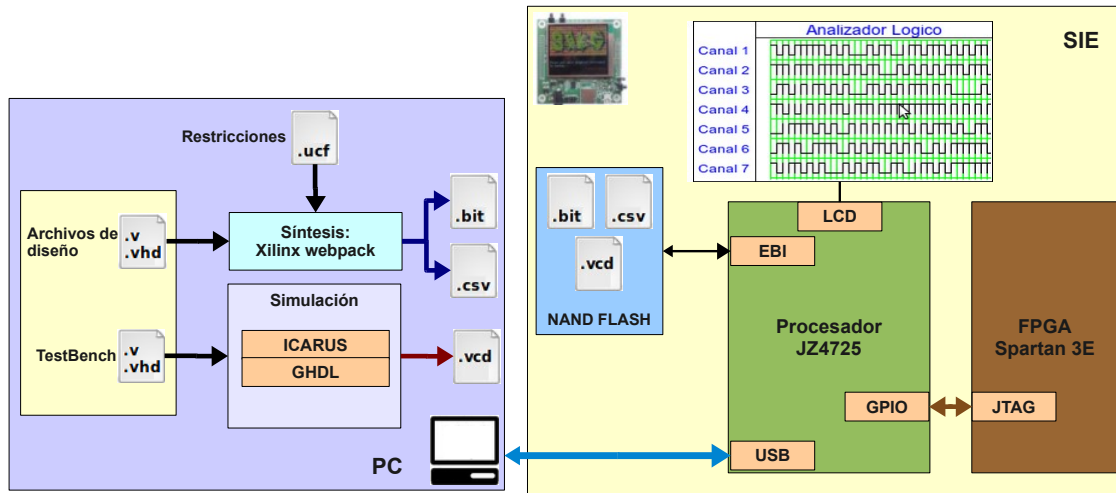 Restricciones
.ucf
Archivos de
diseño
.v
.vhd
Síntesis:
Xilinx webpack
.bit
.csv
Simulación
ICARUS
GHDL
TestBench
.v
.vhd
.vcd
PC
SIE
Analizador Logico
Canal 1
Canal 2
Canal 3
Canal 4
Canal 5
Canal 6
Canal 7
.bit
.csv
.vcd
NAND FLASH
LCD
EBI
Procesador
JZ4725
GPIO
USB
FPGA
Spartan 3E
JTAG